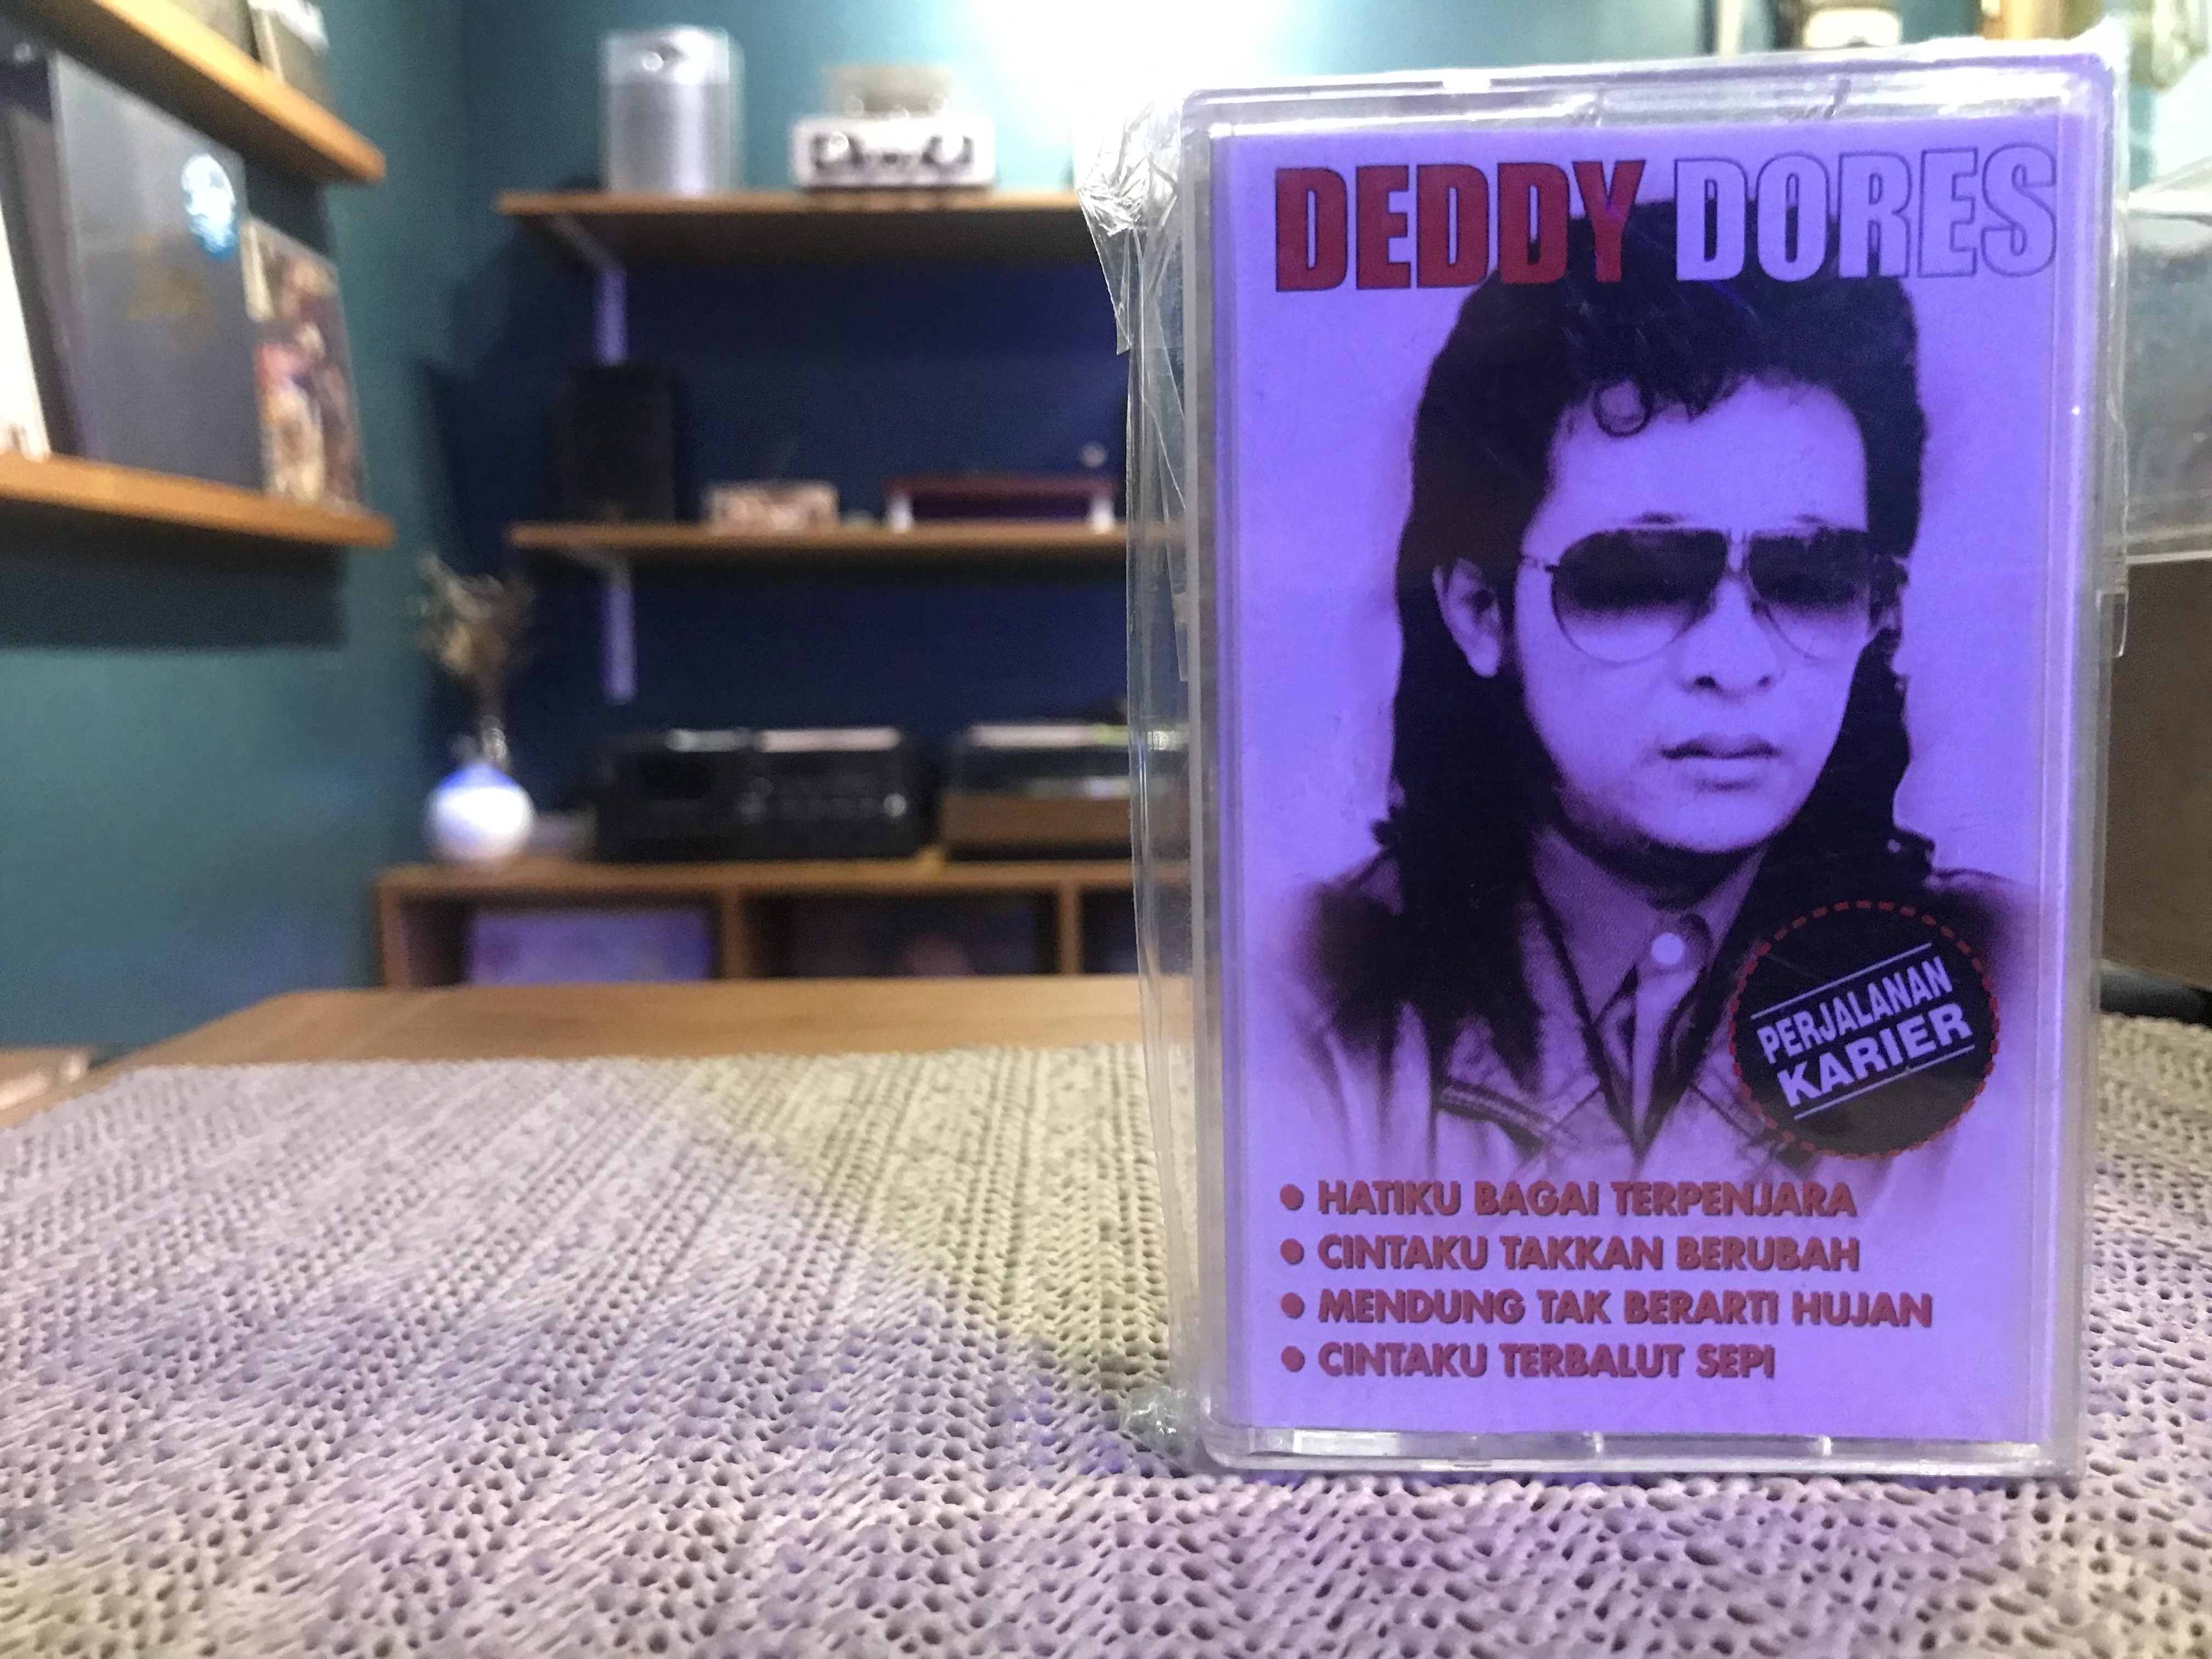 DEDDY DORES
PERJALANAN
KARIER
• HATIKU BAGAI TERPENJARA
• CINTAKU TAKKAN BERUBAH
• MENDUNG TAK BERARTI HUJAN
• CINTAKU TERBALUT SEPI